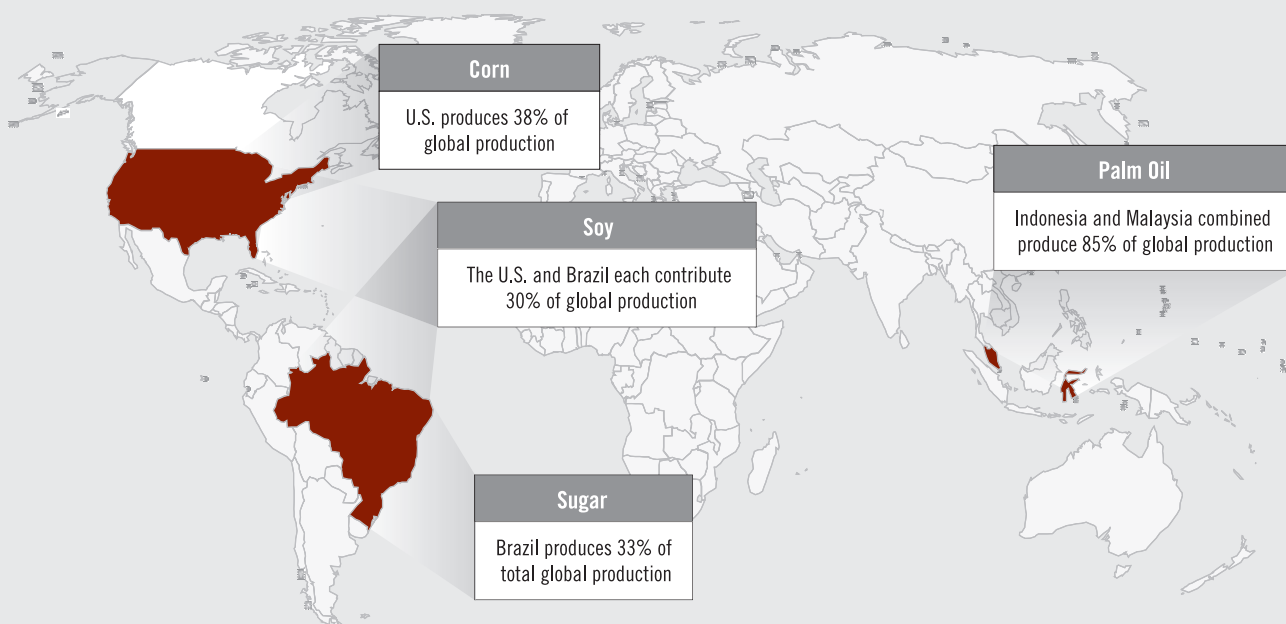 Corn
U.S. produces 38% of
global production
Palm Oil
Indonesia and Malaysia combined
produce 85% of global production
Soy
The U.S. and Brazil each contribute
30% of global production
Sugar
Brazil produces 33% of
total global production